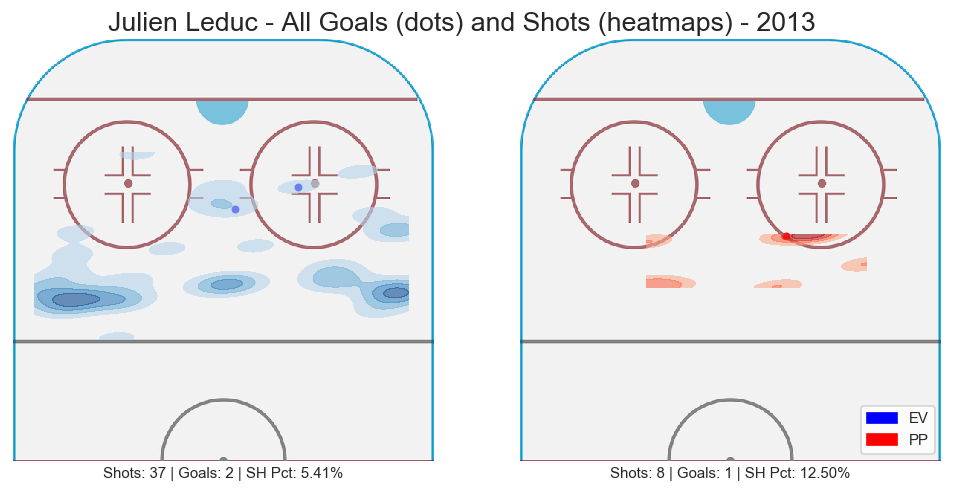 Julien Leduc - All Goals (dots) and Shots (heatmaps) - 2013
EV
PP
Shots: 37 | Goals: 2 | SH Pct: 5.41%
Shots: 8 | Goals: 1 | SH Pct: 12.50%